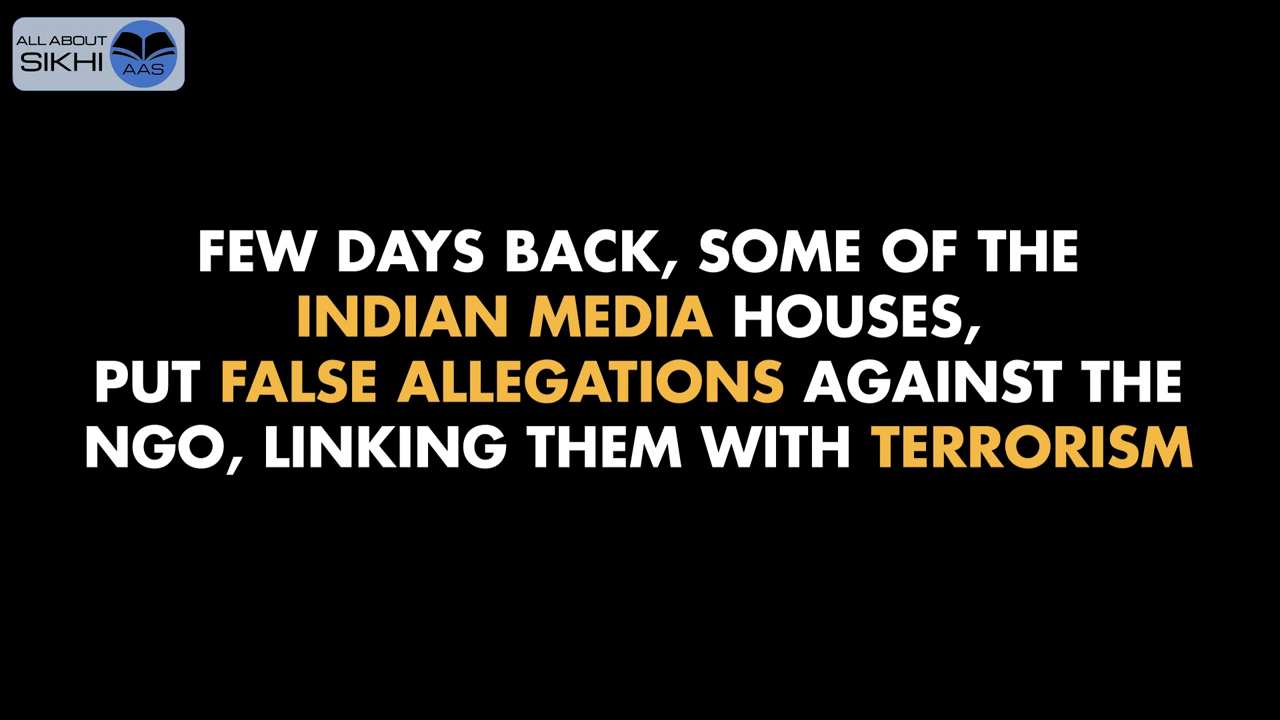 ALL ABOUT
SIKHI
AAS
FEW DAYS BACK, SOME OF THE
INDIAN MEDIA HOUSES,
PUT FALSE ALLEGATIONS AGAINST THE
NGO, LINKING THEM WITH TERRORISM